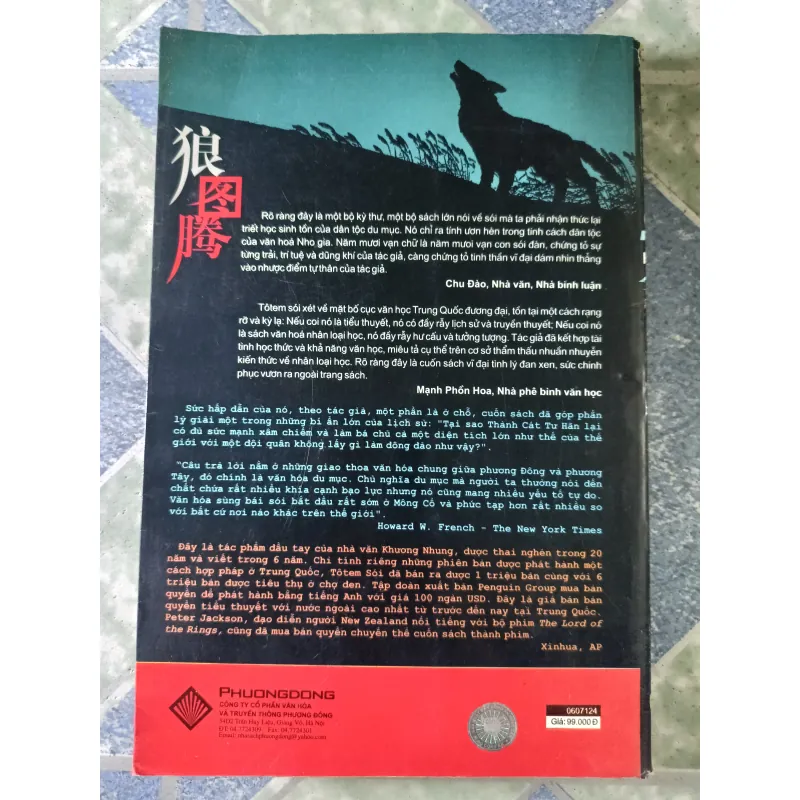 狼
图
腾
Rõ ràng đây là một bộ kỳ thư, một bộ sách lớn nói về sói mà ta phải nhận thức lại
triết học sinh tồn của dân tộc du mục. Nó chỉ ra tính ươn hèn trong tính cách dân tộc
của văn hoá Nho gia. Năm mươi vạn chữ là năm mươi vạn con sói đàn, chứng tỏ sự
từng trải, trí tuệ và dũng khí của tác giả, càng chứng tỏ tinh thần vĩ đại dám nhìn thẳng
vào nhược điểm tự thân của tác giả.
Chu Đào, Nhà văn, Nhà bình luận
Tôtem sói xét về mặt bố cục văn học Trung Quốc đương đại, tồn tại một cách rạng
rỡ và kỳ lạ: Nếu coi nó là tiểu thuyết, nó có đầy rẫy lịch sử và truyền thuyết; Nếu coi nó
là sách văn hoá nhân loại học, nó đầy rẫy hư cấu và tưởng tượng. Tác giả đã kết hợp tài
tình học thức và khả năng văn học, miêu tả cụ thể trên cơ sở thẩm thấu nhuần nhuyễn
kiến thức về nhân loại học. Rõ ràng đây là cuốn sách vĩ đại tình lý đan xen, sức chinh
phục vươn ra ngoài trang sách.
Mạnh Phồn Hoa, Nhà phê bình văn học
Sức hấp dẫn của nó, theo tác giả, một phần là ở chỗ, cuốn sách đã góp phần
lý giải một trong những bí ẩn lớn của lịch sử: "Tại sao Thành Cát Tư Hãn lại
có đủ sức mạnh xâm chiếm và làm bá chủ cả một diện tích lớn như thế của thế
giới với một đội quân không lấy gì làm đông đảo như vậy?".
"Câu trả lời nằm ở những giao thoa văn hóa chung giữa phương Đông và phương
Tây, đó chính là văn hóa du mục. Chủ nghĩa du mục mà người ta thường nói đến
chất chứa rất nhiều khía cạnh bạo lực nhưng nó cũng mang nhiều yếu tố tự do.
Văn hóa sùng bái sói bắt đầu rất sớm ở Mông Cổ và phức tạp hơn rất nhiều so
với bất cứ nơi nào khác trên thế giới".
Howard W. French - The New York Times
Đây là tác phẩm đầu tay của nhà văn Khương Nhung, được thai nghén trong 20
năm và viết trong 6 năm. Chỉ tính riêng những phiên bản được phát hành một
cách hợp pháp ở Trung Quốc, Tôtem Sói đã bán ra được 1 triệu bản cùng với 6
triệu bản được tiêu thụ ở chợ đen. Tập đoàn xuất bản Penguin Group mua bản
quyền để phát hành bằng tiếng Anh với giá 100 ngàn USD. Đây là giá bán bản
quyền tiểu thuyết với nước ngoài cao nhất từ trước đến nay tại Trung Quốc.
Peter Jackson, đạo diễn người New Zealand nổi tiếng với bộ phim The Lord of
the Rings, cũng đã mua bản quyền chuyển thể cuốn sách thành phim.
Xinhua, AP
PHUONGDONG
CÔNG TY CỔ PHẦN VĂN HÓA
VÀ TRUYỀN THÔNG PHƯƠNG ĐÔNG
Trần Huy Liệu, Giảng Võ, Hà Nội
ĐT: 04.7724309 Fax: 04.7724301
Email: nhasachphuongdong@yahoo.com
0607124
Giá: 99.000Đ